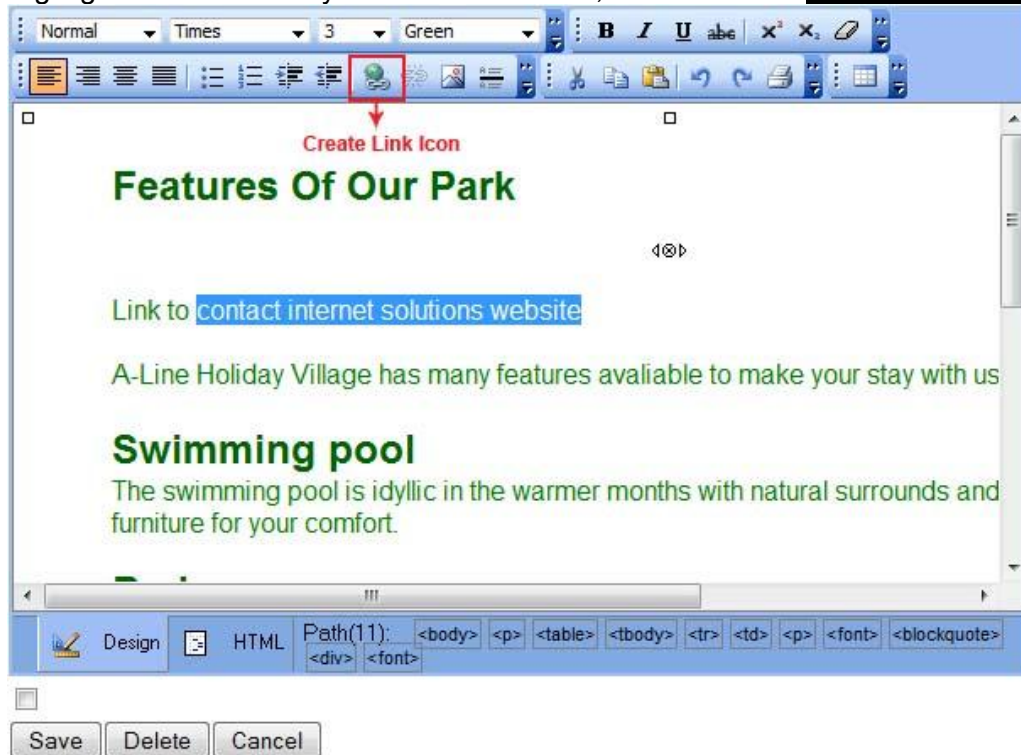 Normal Times 3 Green B I U abc x² x₂
Create Link Icon
Features Of Our Park
Link to contact internet solutions website
A-Line Holiday Village has many features avaliable to make your stay with us
Swimming pool
The swimming pool is idyllic in the warmer months with natural surrounds and
furniture for your comfort.
Design HTML Path(11): <body> <p> <table> <tbody> <tr> <td> <p> <font> <blockquote>
<div> <font>
Save Delete Cancel